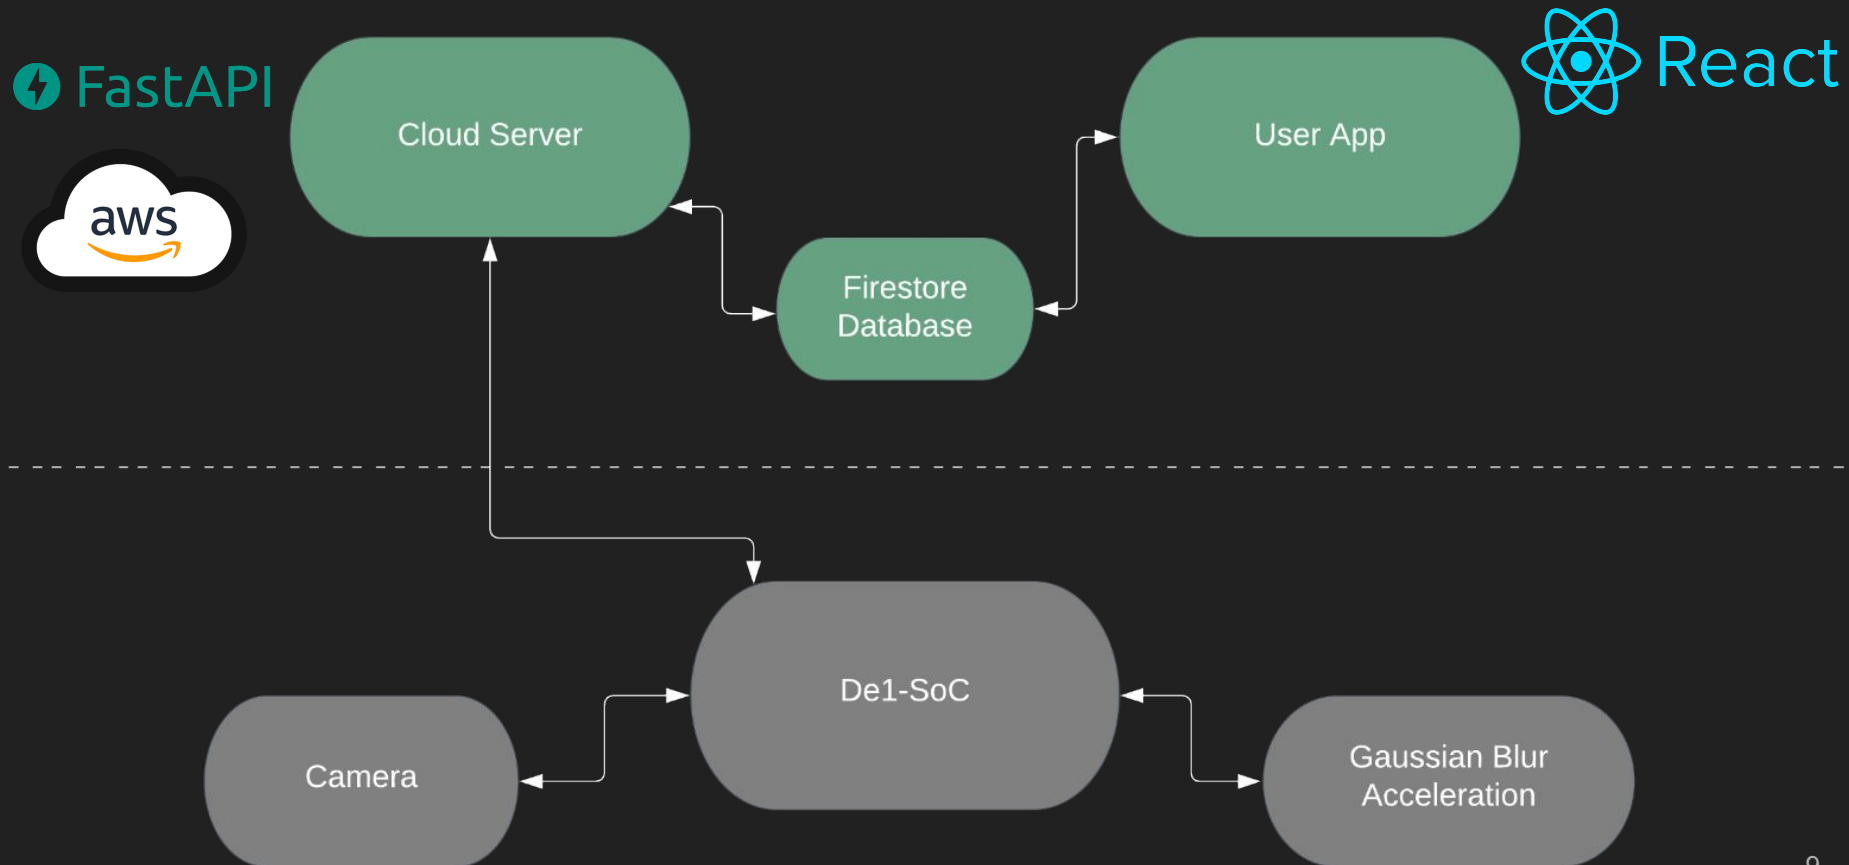 FastAPI
aws
Cloud Server
User App
React
Firestore
Database
De1-SoC
Camera
Gaussian Blur
Acceleration